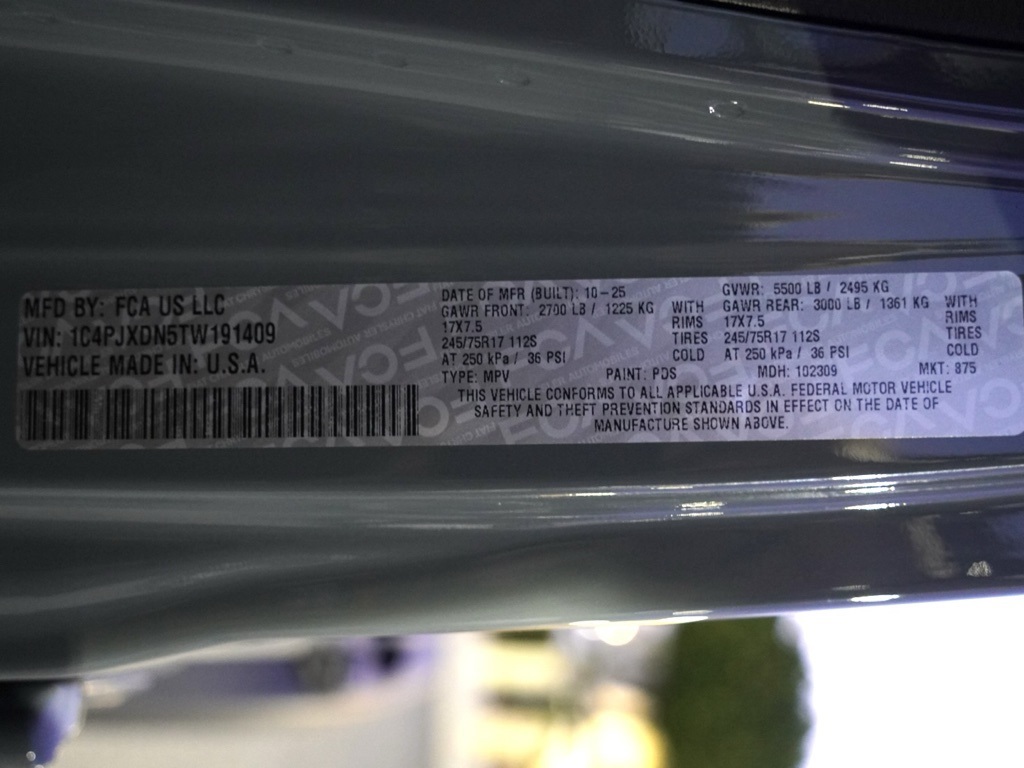 MFD BY: FCA US LLC
VIN: 1C4PJXDN5TW191409
VEHICLE MADE IN: U.S.A.
DATE OF MFR (BUILT): 10-25
GAWR FRONT: 2700 LB / 1225 KG WITH
17X7.5 RIMS
245/75R17 112S TIRES
AT 250 kPa / 36 PSI COLD
GVWR: 5500 LB / 2495 KG
GAWR REAR: 3000 LB / 1361 KG WITH
17X7.5 RIMS
245/75R17 112S TIRES
AT 250 kPa / 36 PSI COLD
TYPE: MPV PAINT: PDS MDH: 102309 MKT: 875
THIS VEHICLE CONFORMS TO ALL APPLICABLE U.S.A. FEDERAL MOTOR VEHICLE
SAFETY AND THEFT PREVENTION STANDARDS IN EFFECT ON THE DATE OF
MANUFACTURE SHOWN ABOVE.